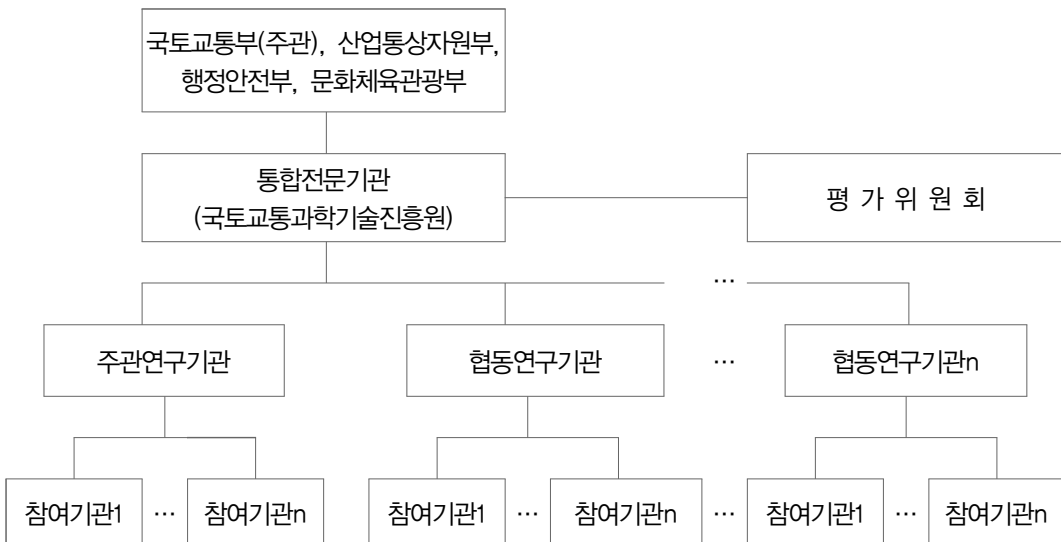 국토교통부(주관), 산업통상자원부,
행정안전부, 문화체육관광부
통합전문기관
(국토교통과학기술진흥원)
평 가 위 원 회
…
주관연구기관
협동연구기관
…
협동연구기관n
참여기관1 … 참여기관n
참여기관1 … 참여기관n
…
참여기관1 … 참여기관n